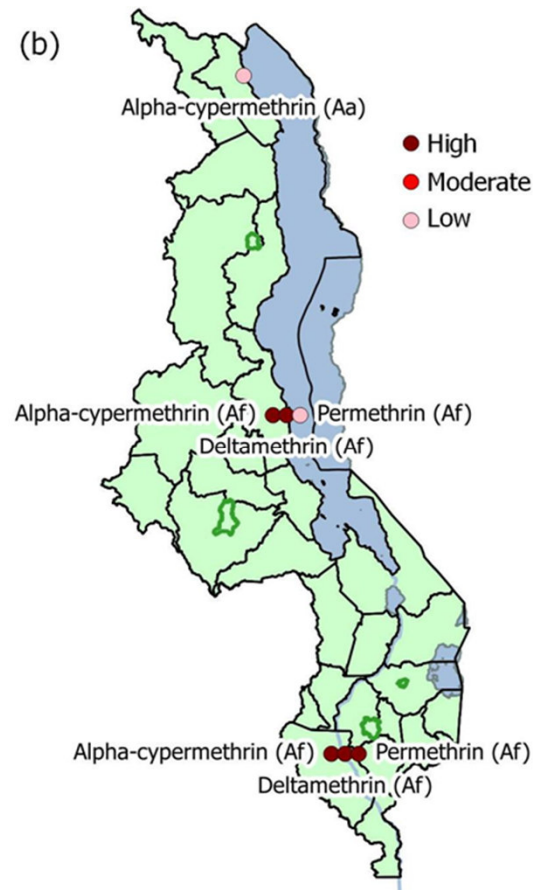 (b)
Alpha-cypermethrin (Aa)
High
Moderate
Low
Alpha-cypermethrin (Af) Permethrin (Af)
Deltamethrin (Af)
Alpha-cypermethrin (Af) Permethrin (Af)
Deltamethrin (Af)